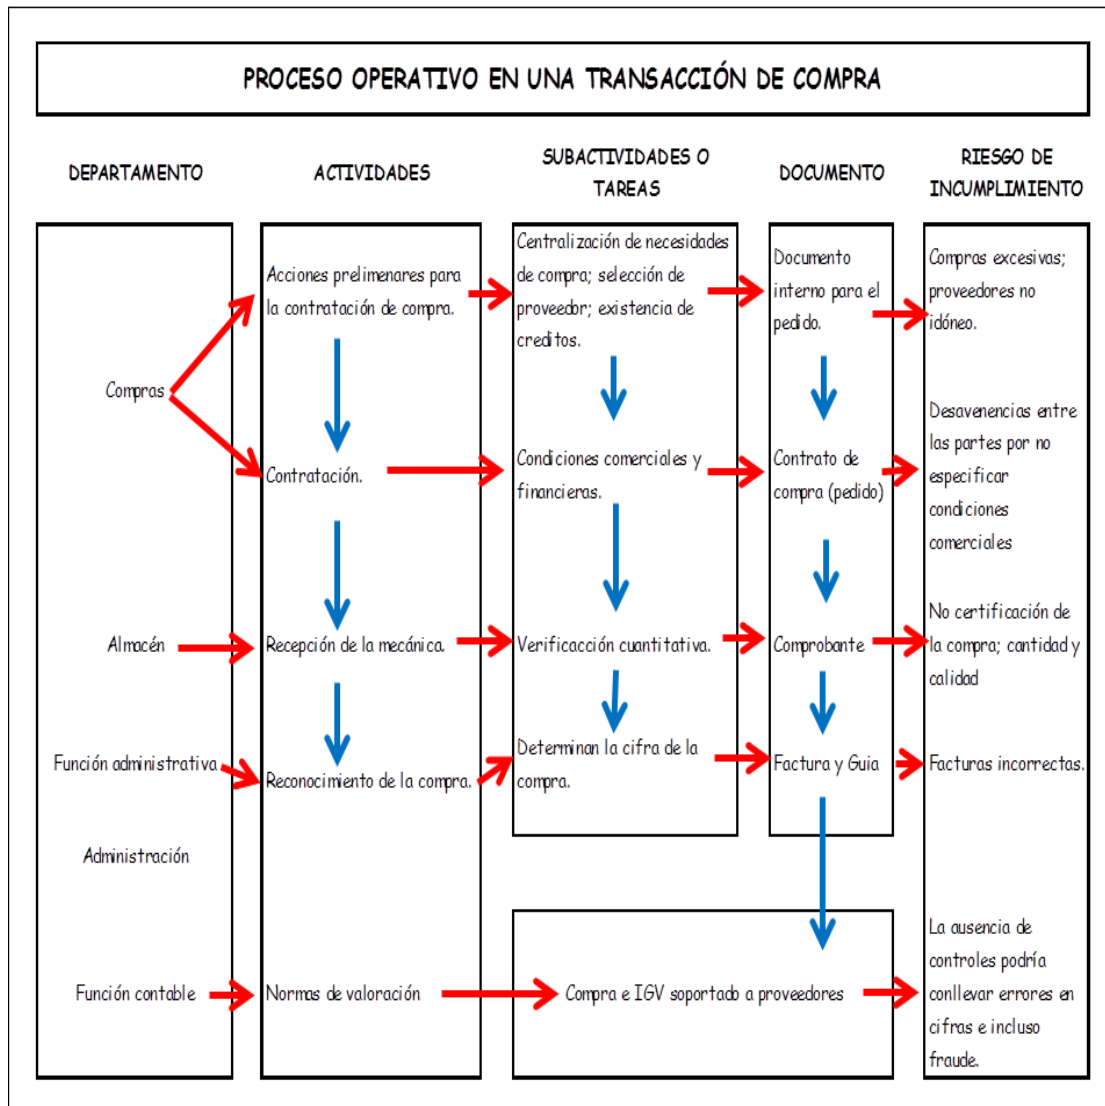 PROCESO OPERATIVO EN UNA TRANSACCIÓN DE COMPRA
DEPARTAMENTO
ACTIVIDADES
SUBACTIVIDADES O
TAREAS
DOCUMENTO
RIESGO DE
INCUMPLIMIENTO
Compras
Acciones prelimenares para
la contratación de compra.
Centralización de necesidades
de compra; selección de
proveedor; existencia de
creditos.
Documento
interno para el
pedido.
Compras excesivas;
proveedores no
idóneo.
Contratación.
Condiciones comerciales y
financieras.
Contrato de
compra (pedido)
Desavenencias entre
las partes por no
especificar
condiciones
comerciales
Almacén
Recepción de la mecánica.
Verificacción cuantitativa.
Comprobante
No certificación de
la compra; cantidad y
calidad
Función administrativa
Reconocimiento de la compra.
Determinan la cifra de la
compra.
Factura y Guia
Facturas incorrectas.
Administración
Función contable
Normas de valoración
Compra e IGV soportado a proveedores
La ausencia de
controles podría
conllevar errores en
cifras e incluso
fraude.